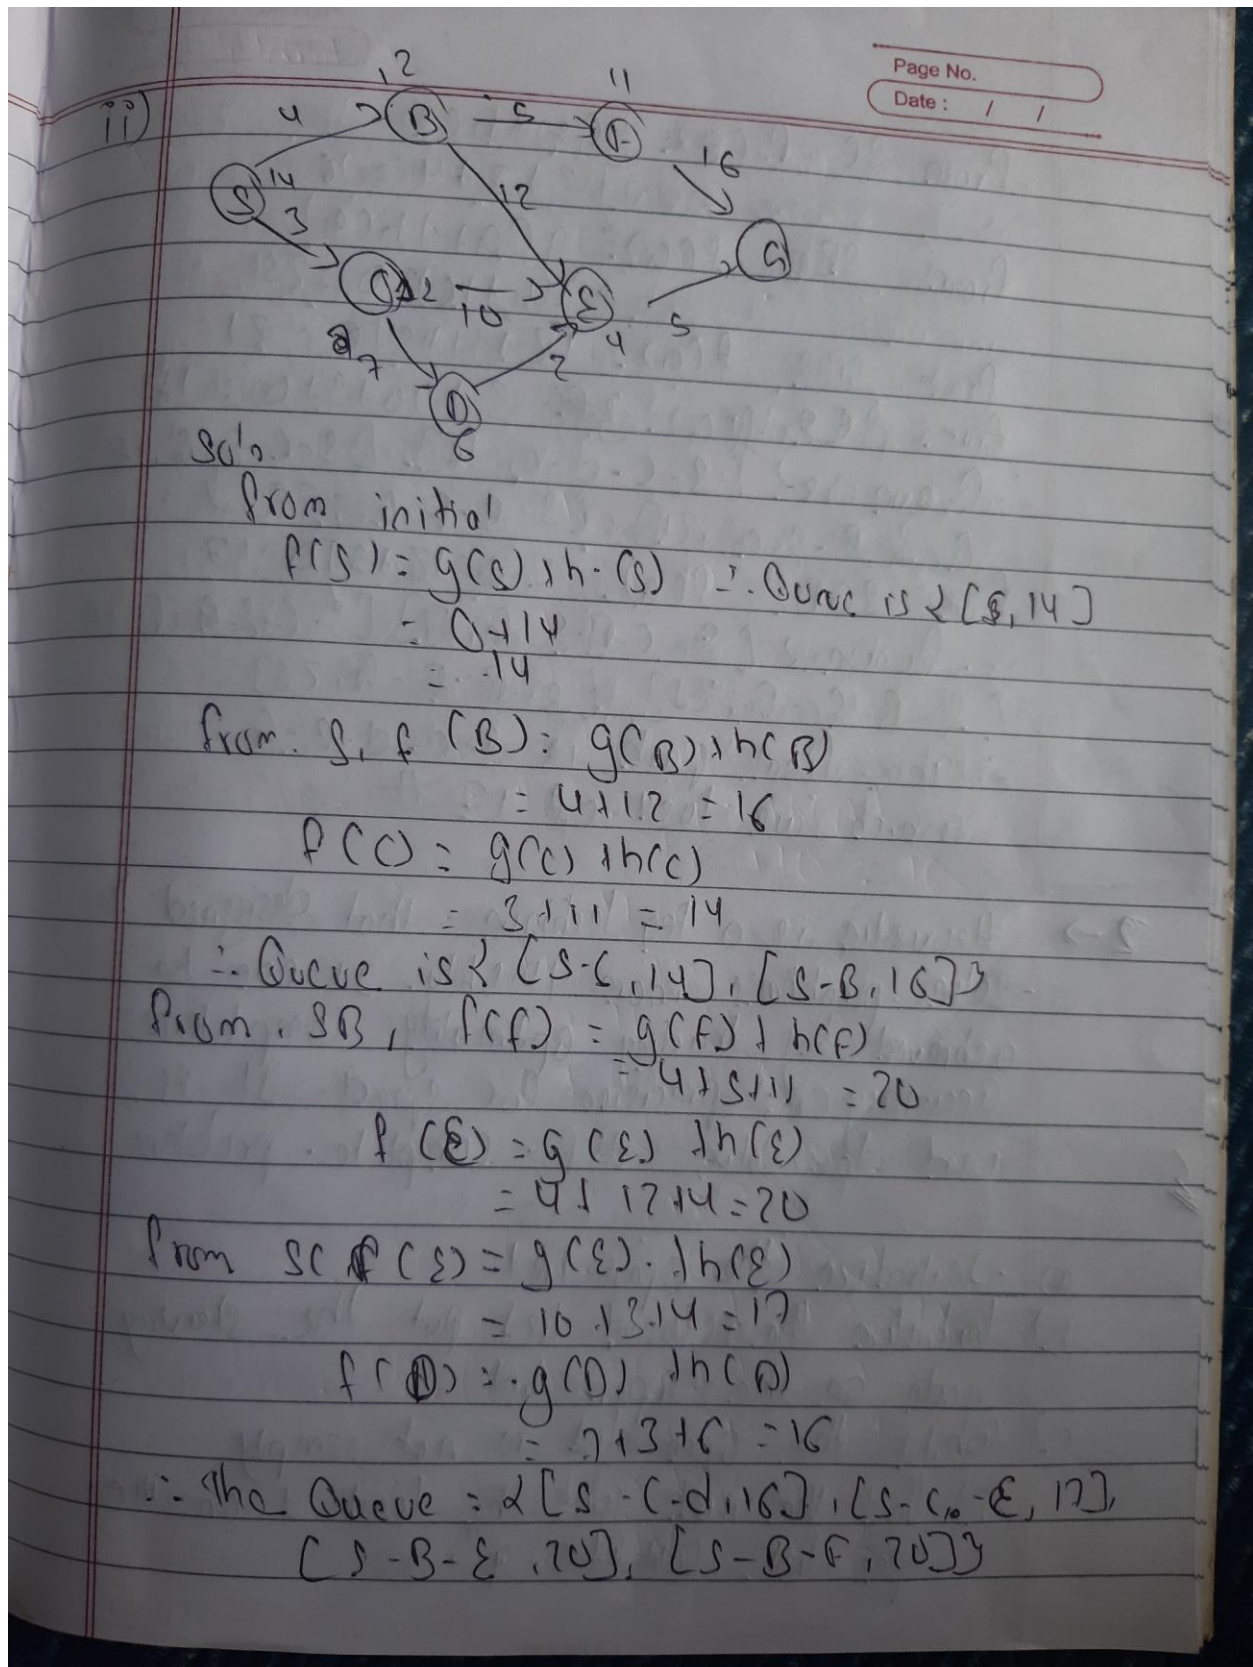 Page No.
Date : / /
ii)
12
11
4
B
5
F
16
S
14
3
12
G
C
10
E
4
5
7
2
D
6
Sol'n
from initial
f(S) = g(S) + h(S) ∴ Queue is {[S, 14]
= 0+14
= 14
from S, f(B) = g(B) + h(B)
= 4+12 = 16
f(C) = g(C) + h(C)
= 3+11 = 14
∴ Queue is {[S-C, 14], [S-B, 16]}
from SB, f(f) = g(F) + h(F)
= 4+5+11 = 20
f(E) = g(E) + h(E)
= 4+12+4 = 20
from SC f(E) = g(E) + h(E)
= 10+3+4 = 17
f(D) = g(D) + h(D)
= 7+3+6 = 16
∴ The Queue = {[S-C-d, 16], [S-C-E, 17],
[S-B-E, 20], [S-B-F, 20]}